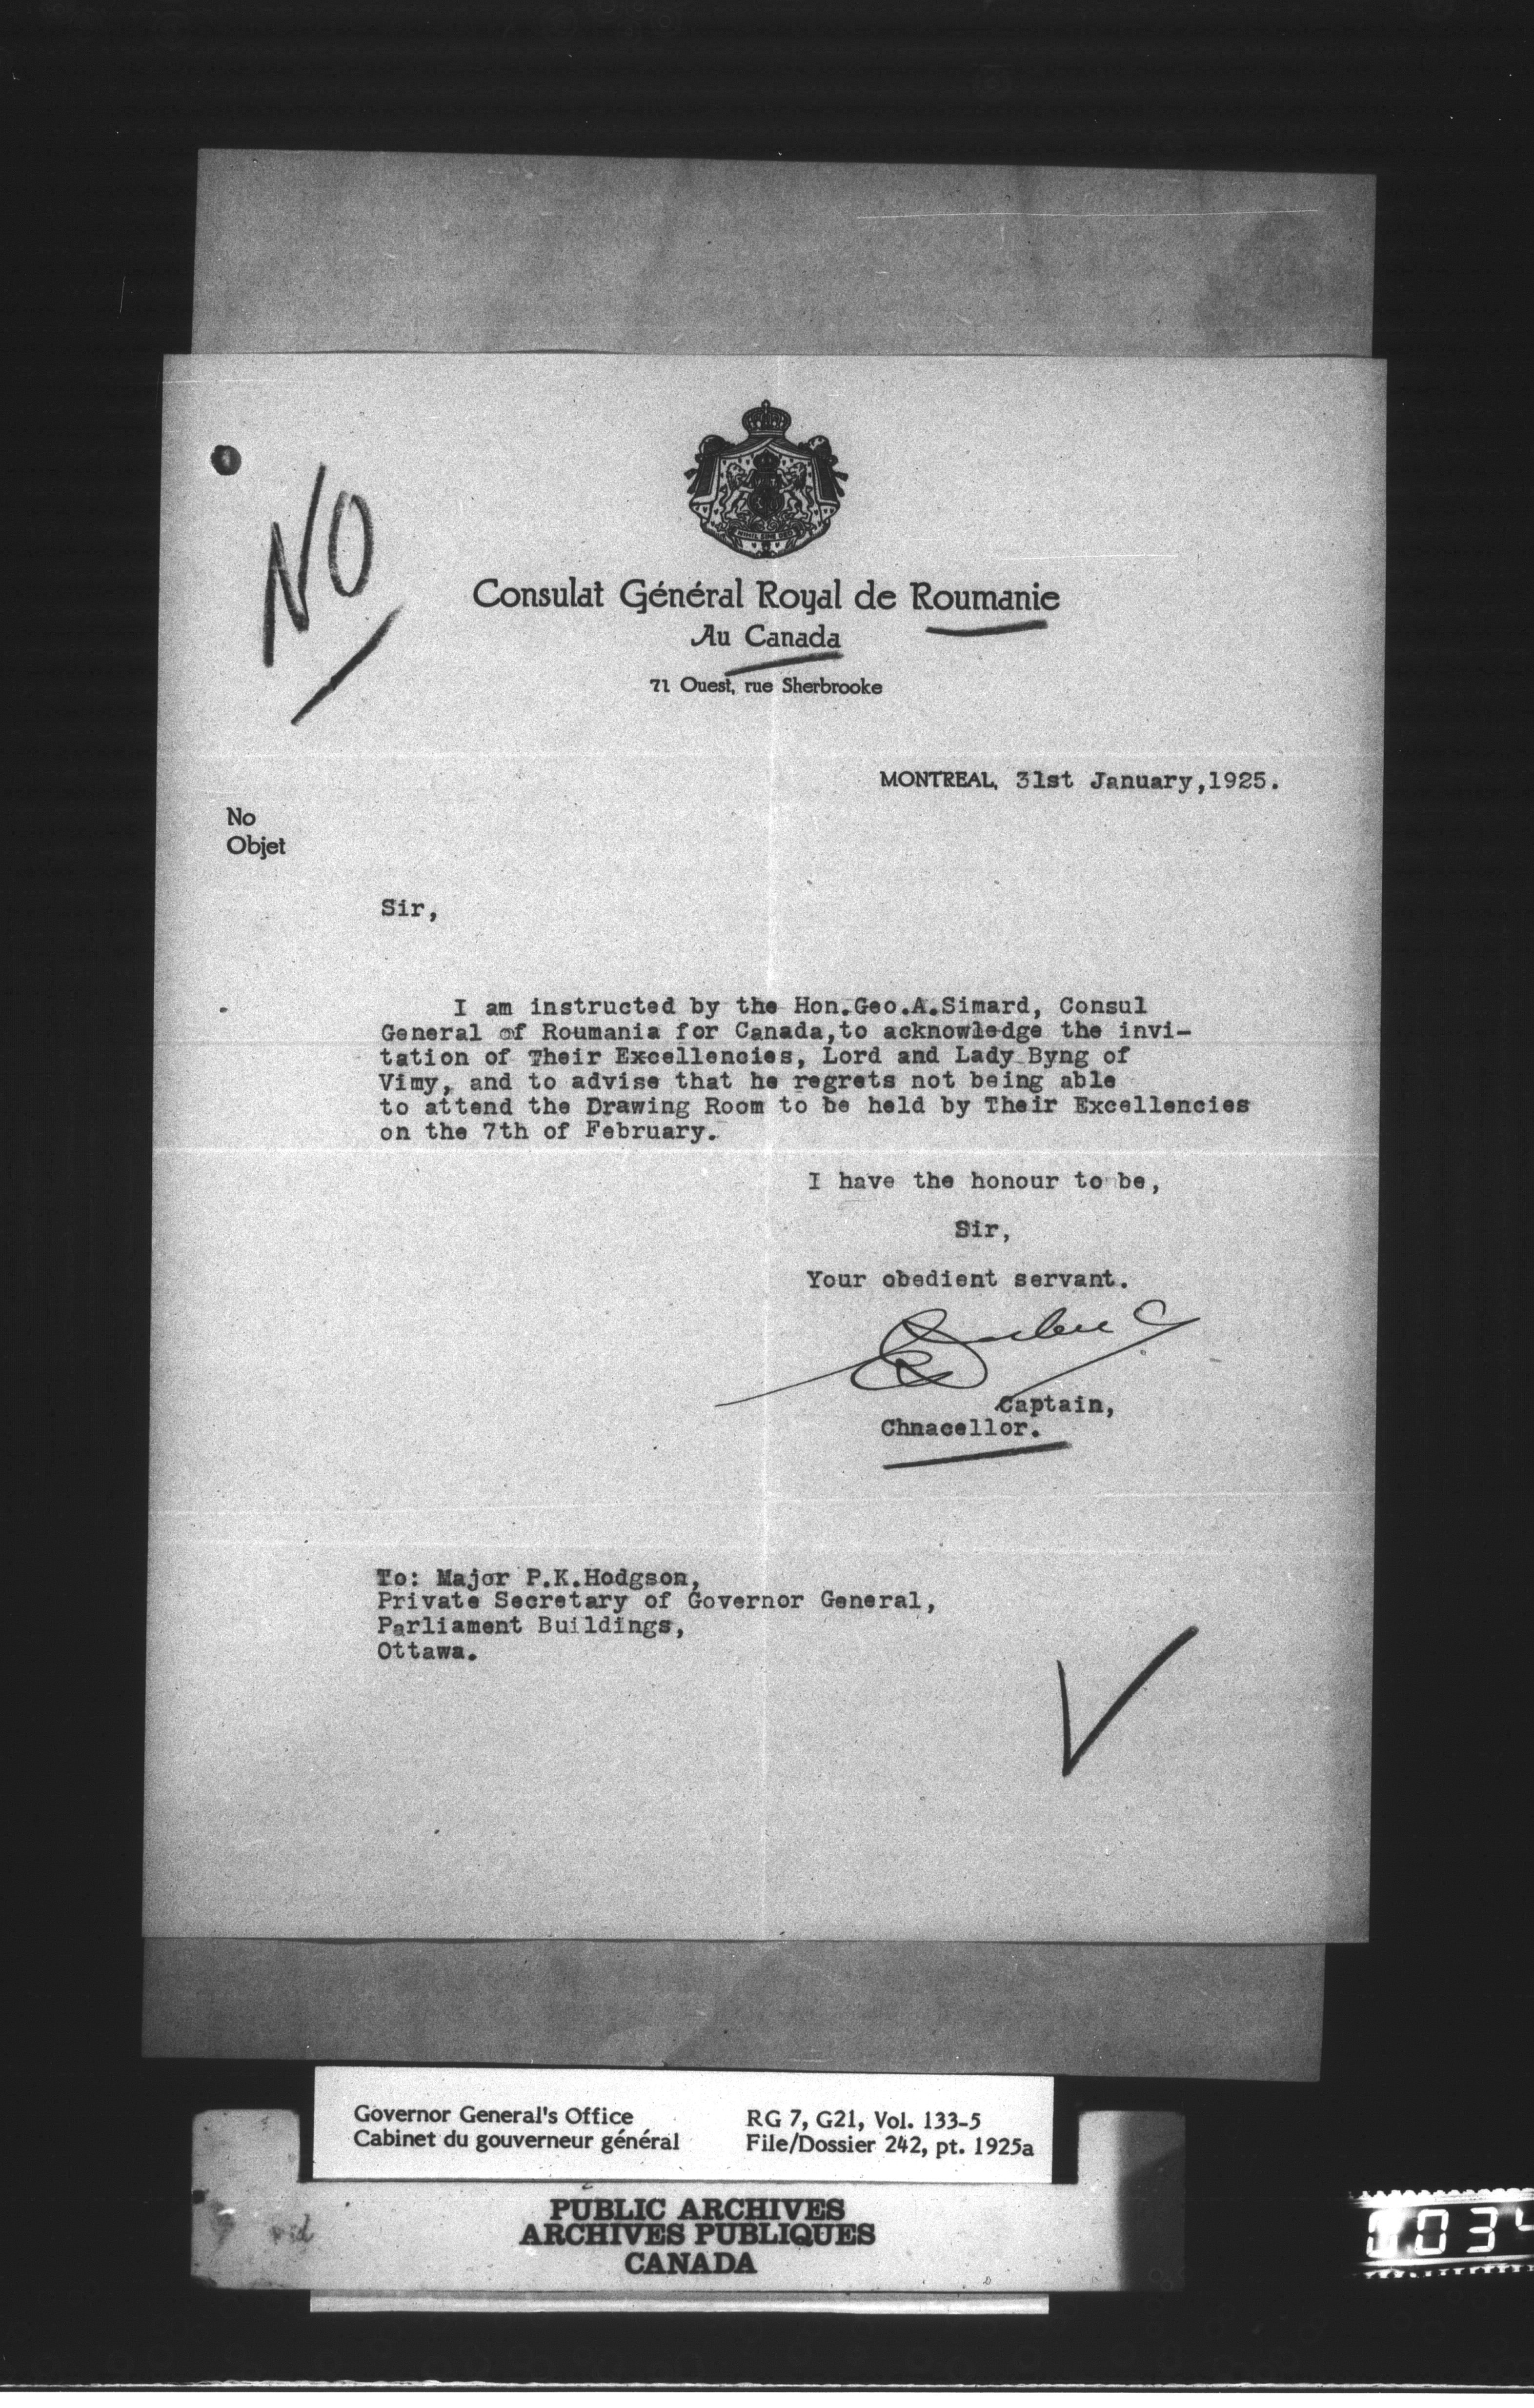 NO
Consulat Général Royal de Roumanie
Au Canada
71 Ouest, rue Sherbrooke
MONTREAL, 31st January,1925.
No
Objet
Sir,
I am instructed by the Hon.Geo.A.Simard, Consul
General of Roumania for Canada,to acknowledge the invi-
tation of Their Excellencies, Lord and Lady Byng of
Vimy, and to advise that he regrets not being able
to attend the Drawing Room to be held by Their Excellencies
on the 7th of February.
I have the honour to be,
Sir,
Your obedient servant.
Captain,
Chnacellor.
To: Major P.K.Hodgson,
Private Secretary of Governor General,
Parliament Buildings,
Ottawa.
Governor General's Office
Cabinet du gouverneur général
RG 7, G21, Vol. 133-5
File/Dossier 242, pt. 1925a
PUBLIC ARCHIVES
ARCHIVES PUBLIQUES
CANADA